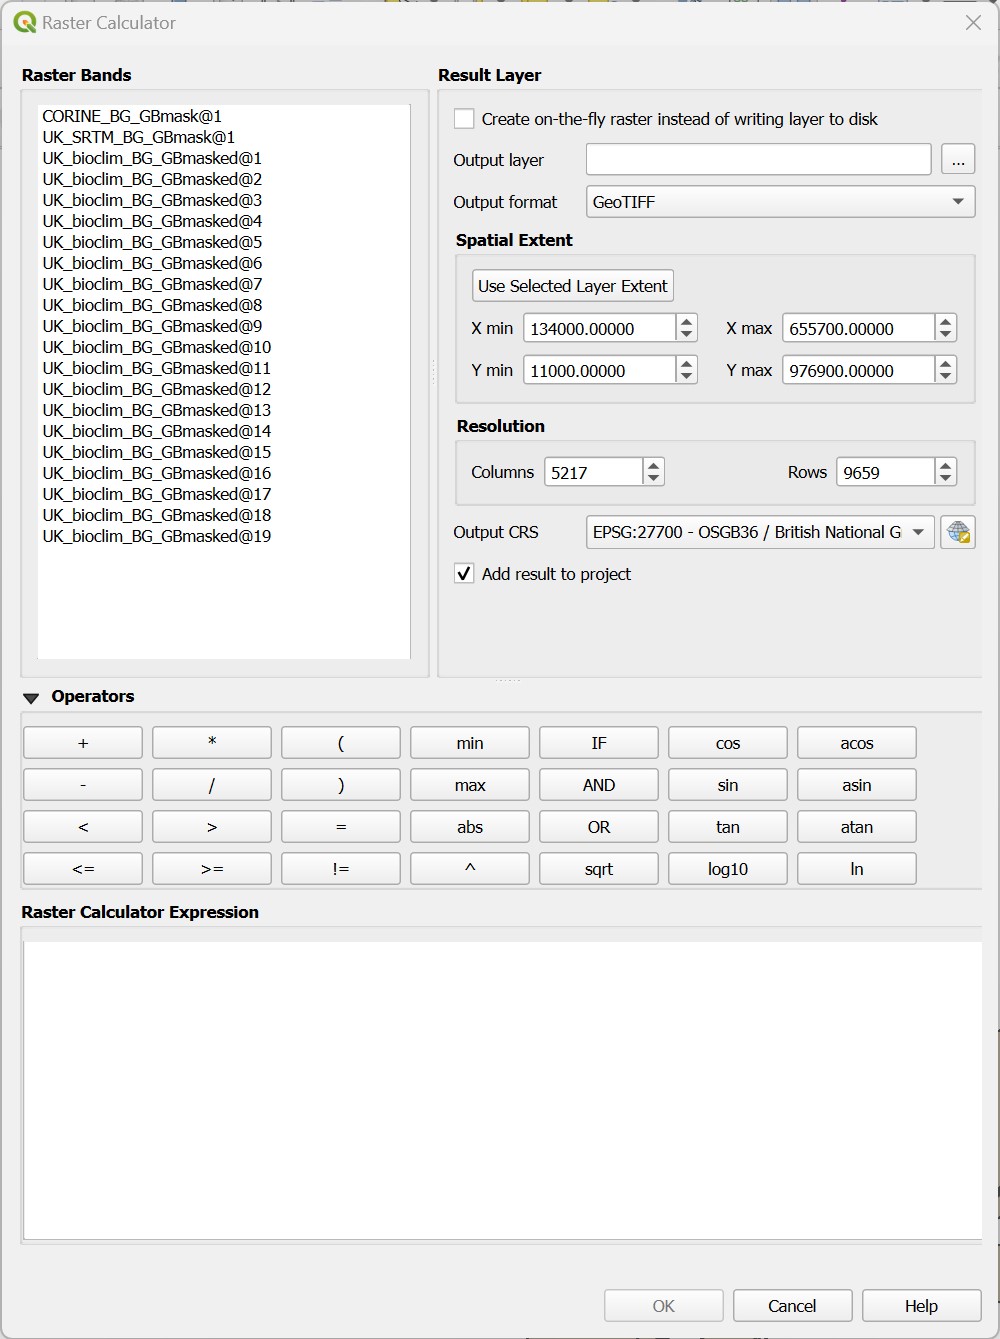 Raster Calculator
Raster Bands
CORINE_BG_GBmask@1
UK_SRTM_BG_GBmask@1
UK_bioclim_BG_GBmasked@1
UK_bioclim_BG_GBmasked@2
UK_bioclim_BG_GBmasked@3
UK_bioclim_BG_GBmasked@4
UK_bioclim_BG_GBmasked@5
UK_bioclim_BG_GBmasked@6
UK_bioclim_BG_GBmasked@7
UK_bioclim_BG_GBmasked@8
UK_bioclim_BG_GBmasked@9
UK_bioclim_BG_GBmasked@10
UK_bioclim_BG_GBmasked@11
UK_bioclim_BG_GBmasked@12
UK_bioclim_BG_GBmasked@13
UK_bioclim_BG_GBmasked@14
UK_bioclim_BG_GBmasked@15
UK_bioclim_BG_GBmasked@16
UK_bioclim_BG_GBmasked@17
UK_bioclim_BG_GBmasked@18
UK_bioclim_BG_GBmasked@19
Result Layer
Create on-the-fly raster instead of writing layer to disk
Output layer ...
Output format GeoTIFF
Spatial Extent
Use Selected Layer Extent
X min 134000.00000 X max 655700.00000
Y min 11000.00000 Y max 976900.00000
Resolution
Columns 5217 Rows 9659
Output CRS EPSG:27700 - OSGB36 / British National G
Add result to project
Operators
+ * ( min IF cos acos
- / ) max AND sin asin
< > = abs OR tan atan
<= >= != ^ sqrt log10 ln
Raster Calculator Expression
OK Cancel Help